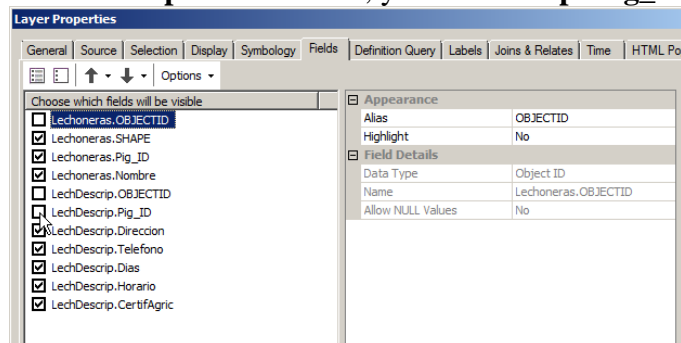 Layer Properties
General Source Selection Display Symbology Fields Definition Query Labels Joins & Relates Time HTML Po
Options
Choose which fields will be visible
Lechoneras.OBJECTID
Lechoneras.SHAPE
Lechoneras.Pig_ID
Lechoneras.Nombre
LechDescrip.OBJECTID
LechDescrip.Pig_ID
LechDescrip.Direccion
LechDescrip.Telefono
LechDescrip.Dias
LechDescrip.Horario
LechDescrip.CertifAgric
Appearance
Alias OBJECTID
Highlight No
Field Details
Data Type Object ID
Name Lechoneras.OBJECTID
Allow NULL Values No